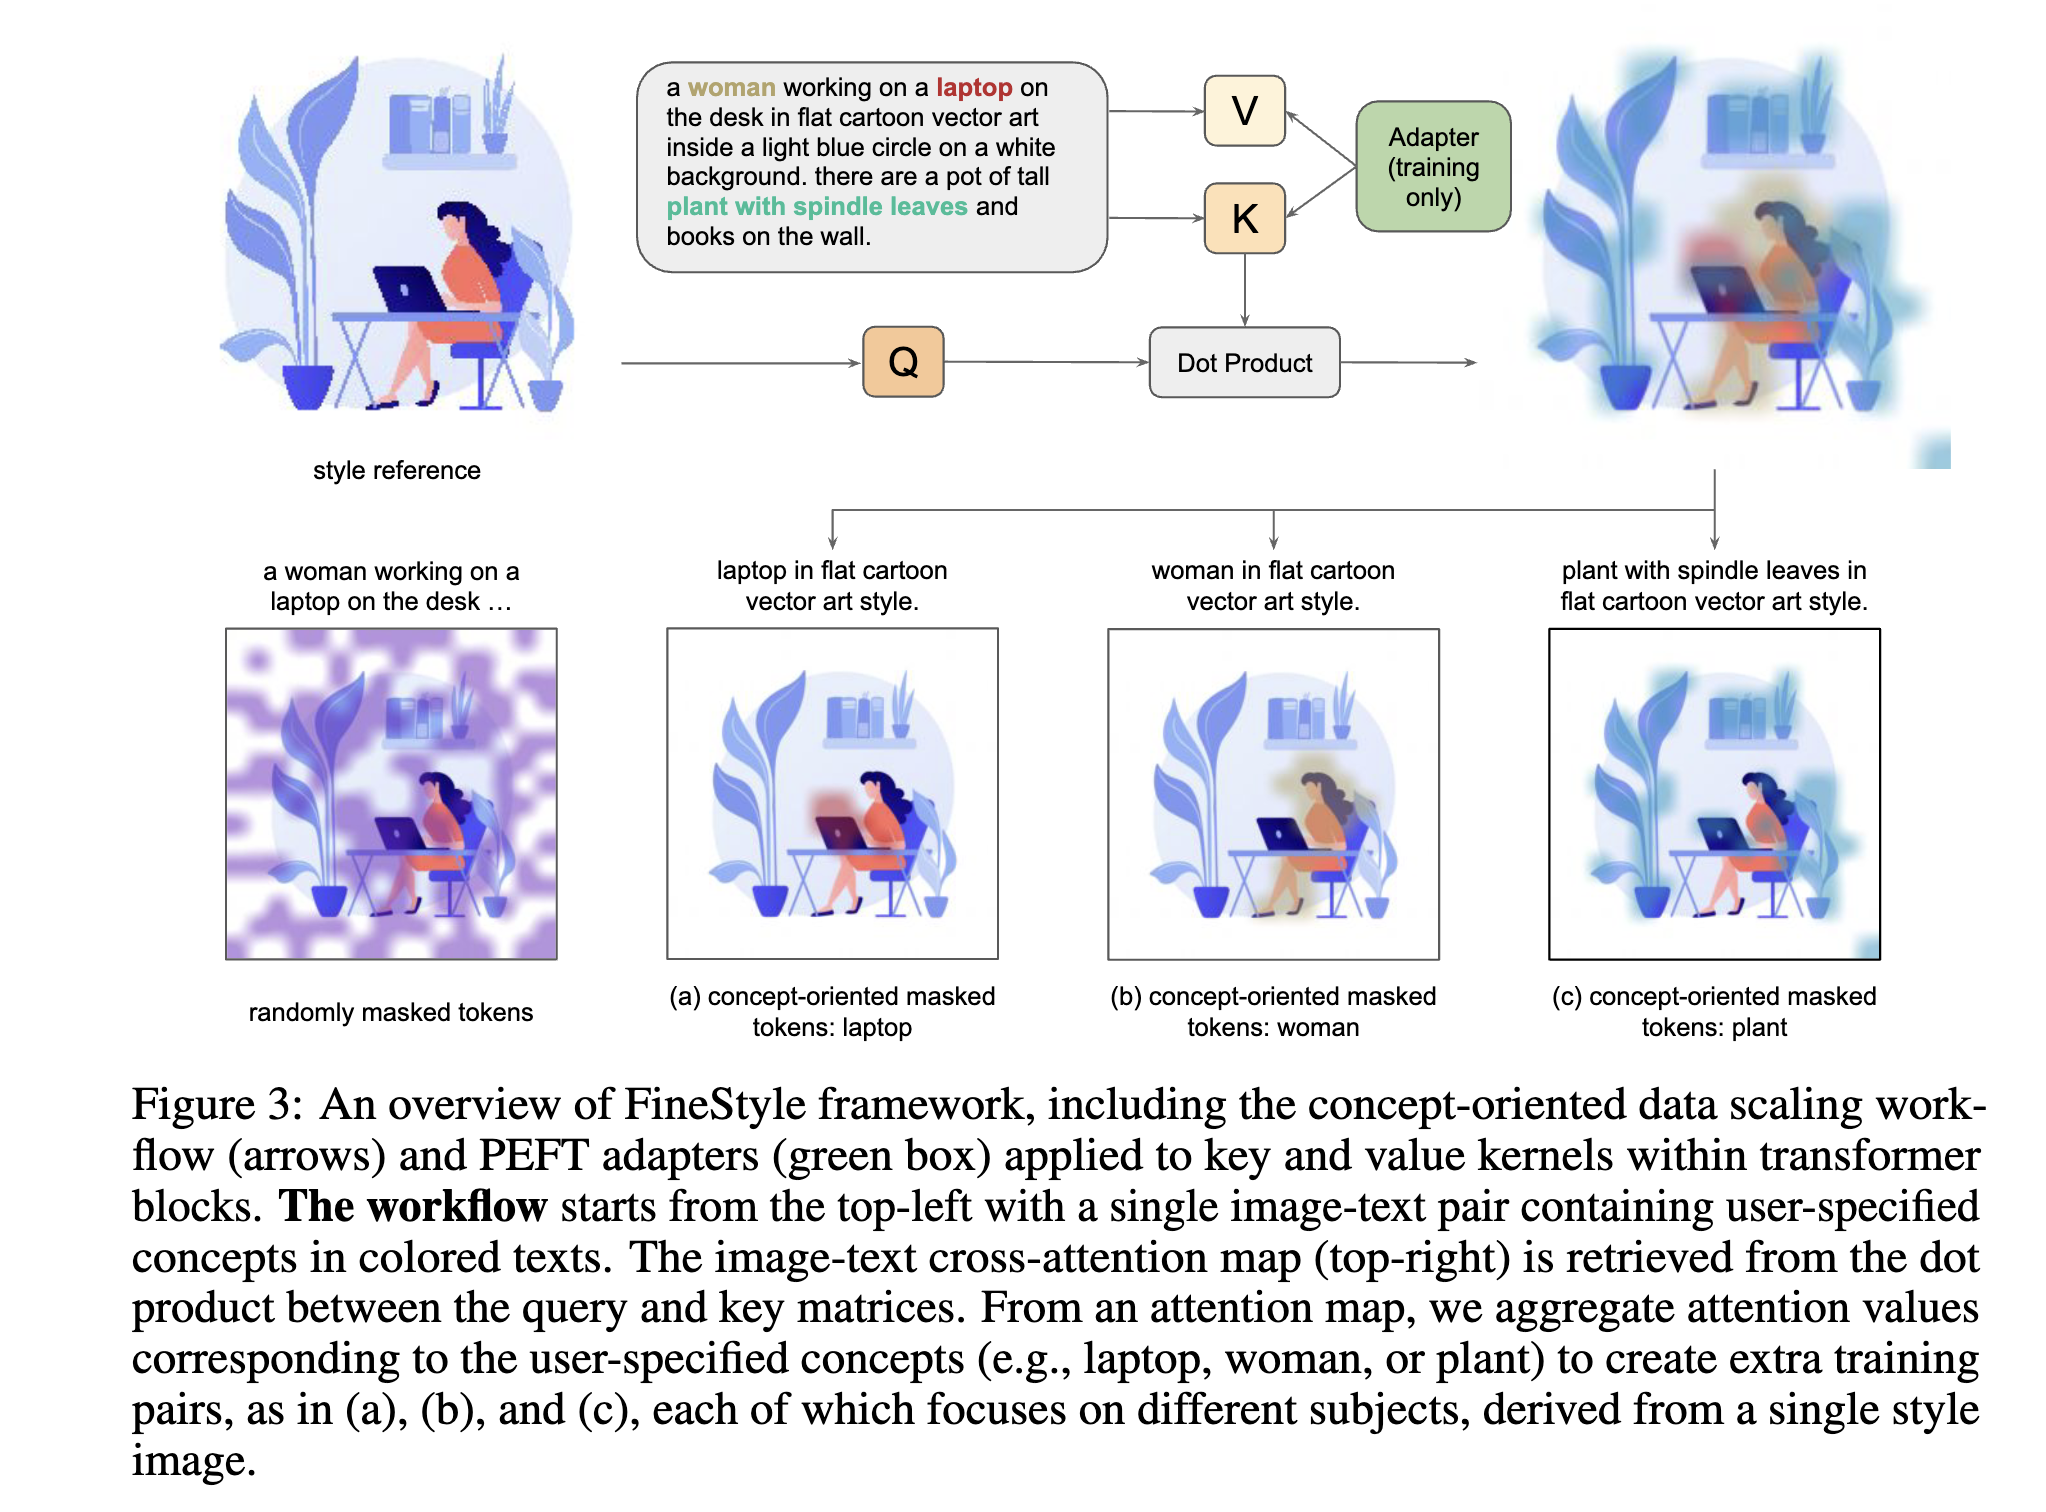 a woman working on a laptop on
the desk in flat cartoon vector art
inside a light blue circle on a white
background. there are a pot of tall
plant with spindle leaves and
books on the wall.
V
K
Adapter
(training
only)
Q
Dot Product
style reference
a woman working on a
laptop on the desk …
laptop in flat cartoon
vector art style.
woman in flat cartoon
vector art style.
plant with spindle leaves in
flat cartoon vector art style.
randomly masked tokens
(a) concept-oriented masked
tokens: laptop
(b) concept-oriented masked
tokens: woman
(c) concept-oriented masked
tokens: plant
Figure 3: An overview of FineStyle framework, including the concept-oriented data scaling work-
flow (arrows) and PEFT adapters (green box) applied to key and value kernels within transformer
blocks. The workflow starts from the top-left with a single image-text pair containing user-specified
concepts in colored texts. The image-text cross-attention map (top-right) is retrieved from the dot
product between the query and key matrices. From an attention map, we aggregate attention values
corresponding to the user-specified concepts (e.g., laptop, woman, or plant) to create extra training
pairs, as in (a), (b), and (c), each of which focuses on different subjects, derived from a single style
image.